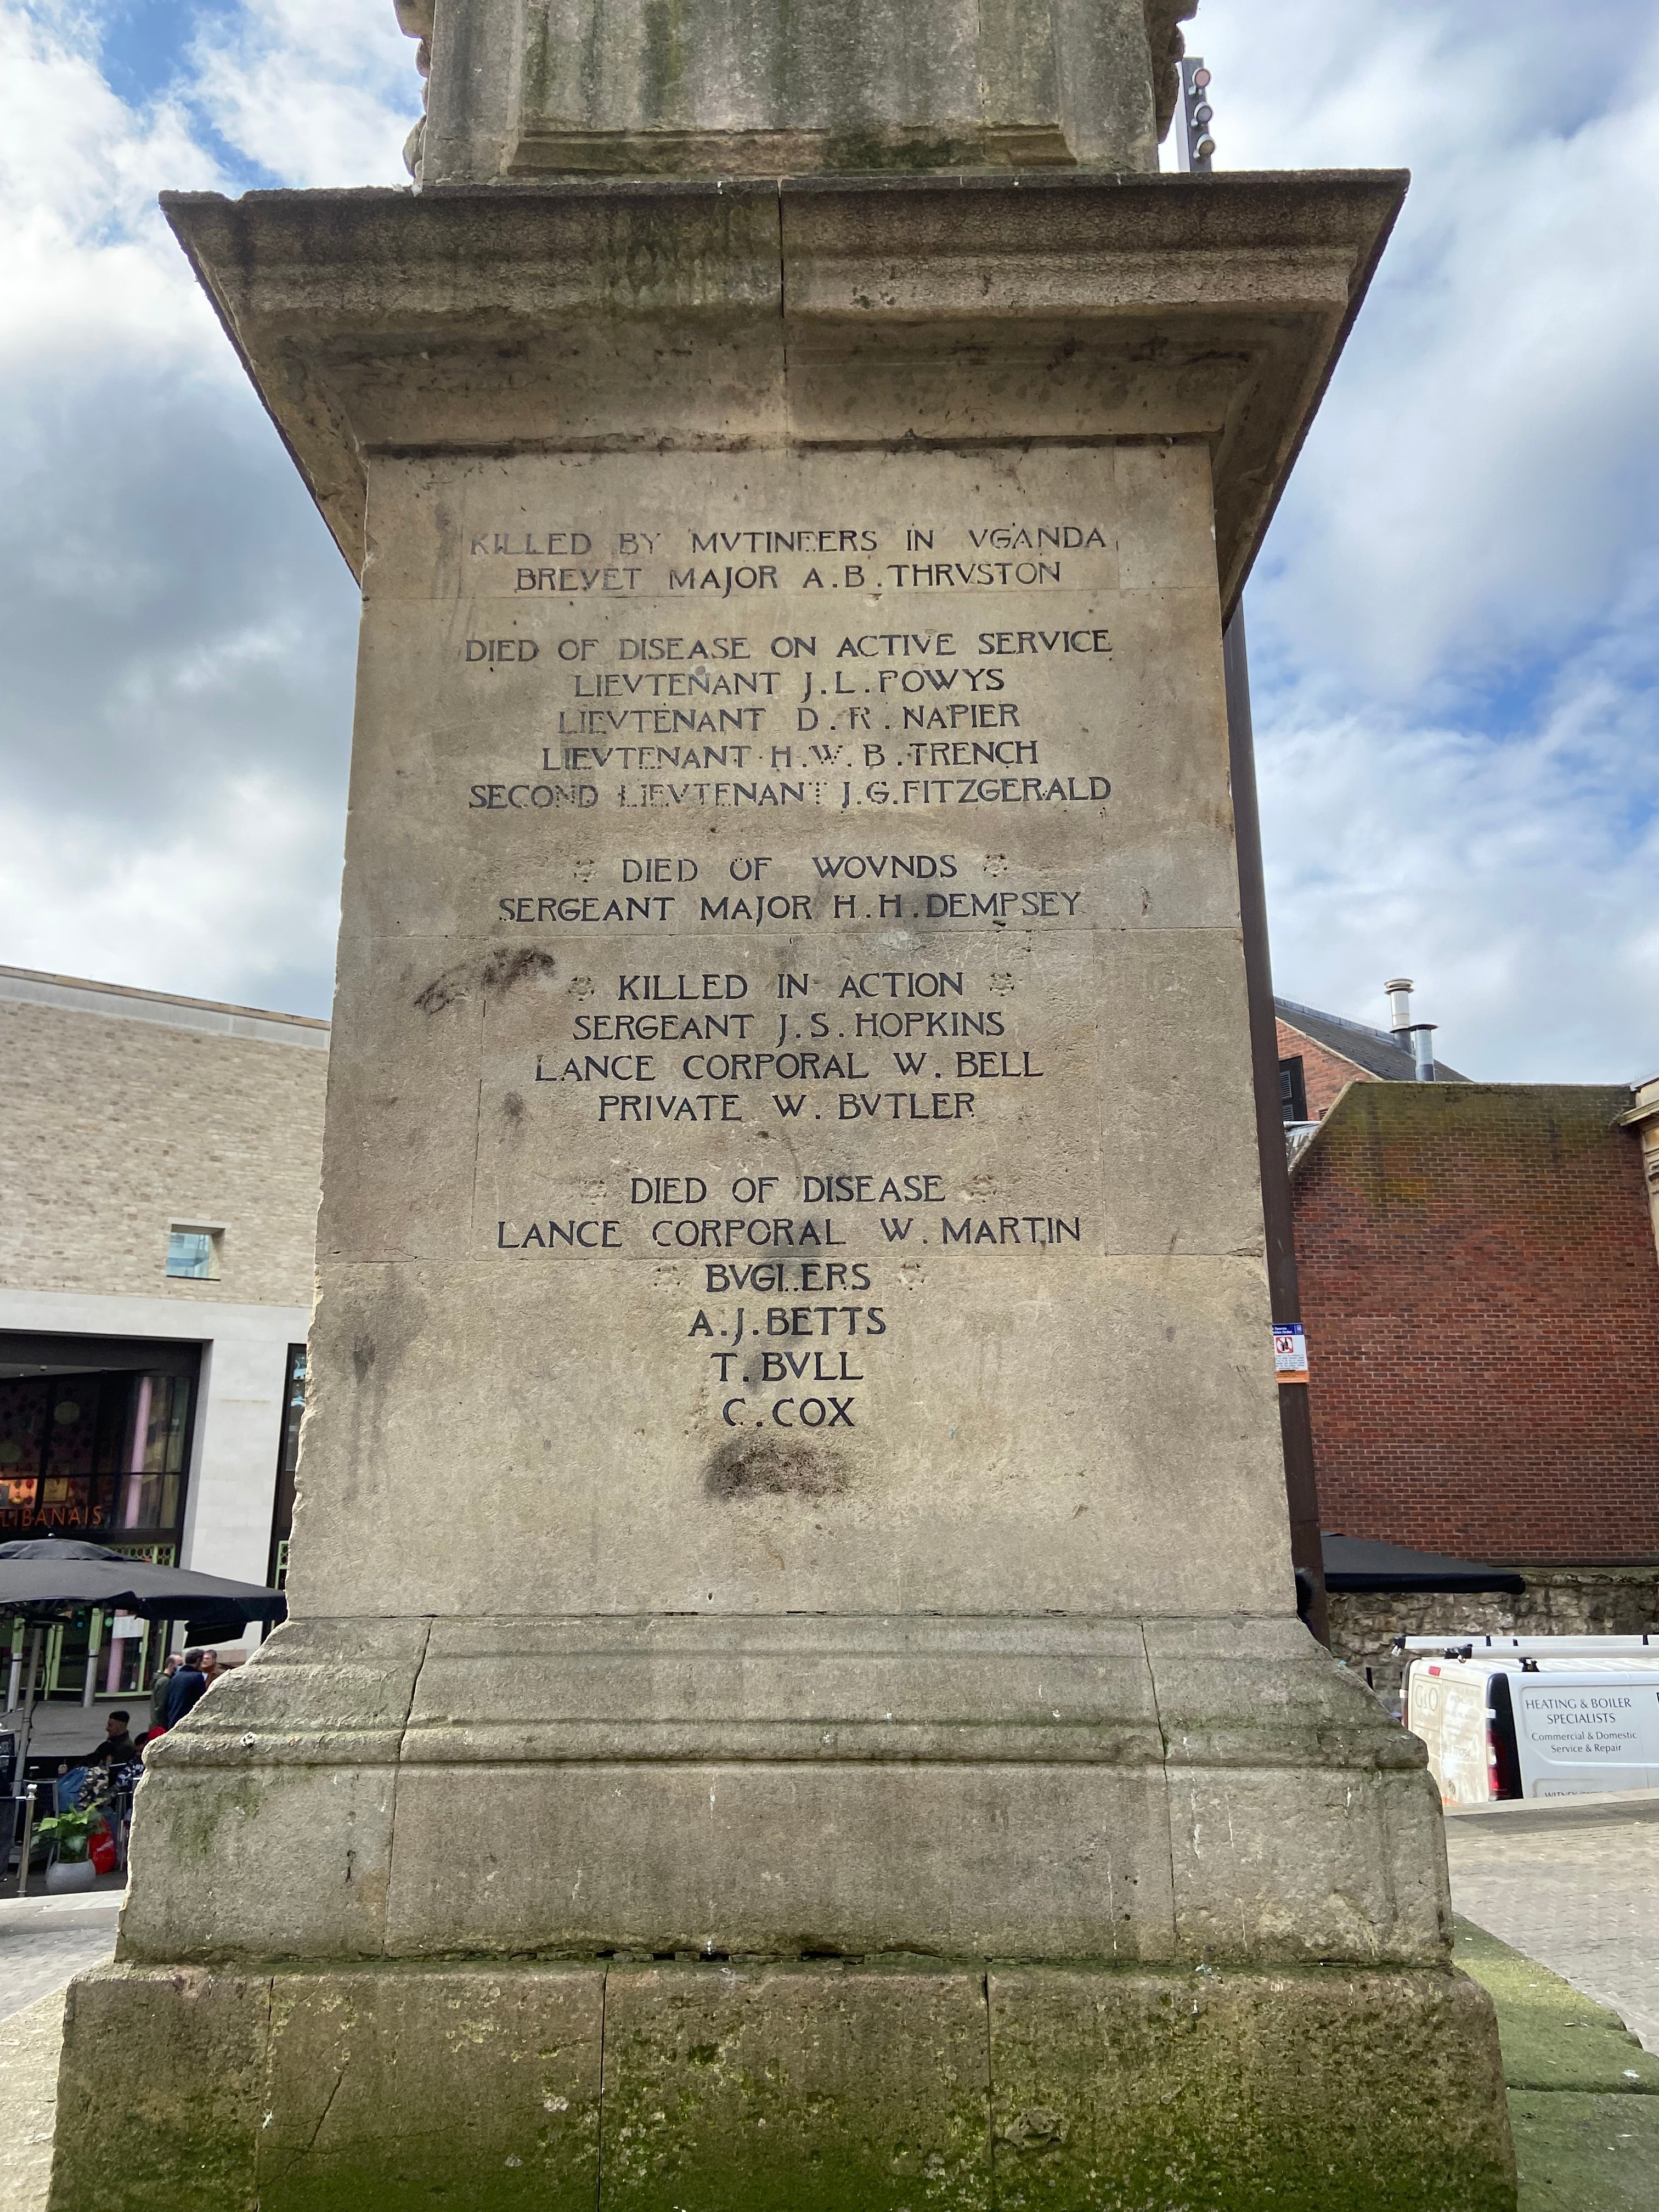 KILLED BY MVTINEERS IN VGANDA
BREVET MAJOR A.B.THRVSTON
DIED OF DISEASE ON ACTIVE SERVICE
LIEVTENANT J.L.POWYS
LIEVTENANT D.R.NAPIER
LIEVTENANT H.W.B.TRENCH
SECOND LIEVTENANT J.G.FITZGERALD
DIED OF WOVNDS
SERGEANT MAJOR H.H.DEMPSEY
KILLED IN ACTION
SERGEANT J.S.HOPKINS
LANCE CORPORAL W.BELL
PRIVATE W.BVTLER
DIED OF DISEASE
LANCE CORPORAL W.MARTIN
BVGLERS
A.J.BETTS
T.BVLL
C.COX
LIBANAIS
HEATING & BOILER
SPECIALISTS
Commercial & Domestic
Service & Repair